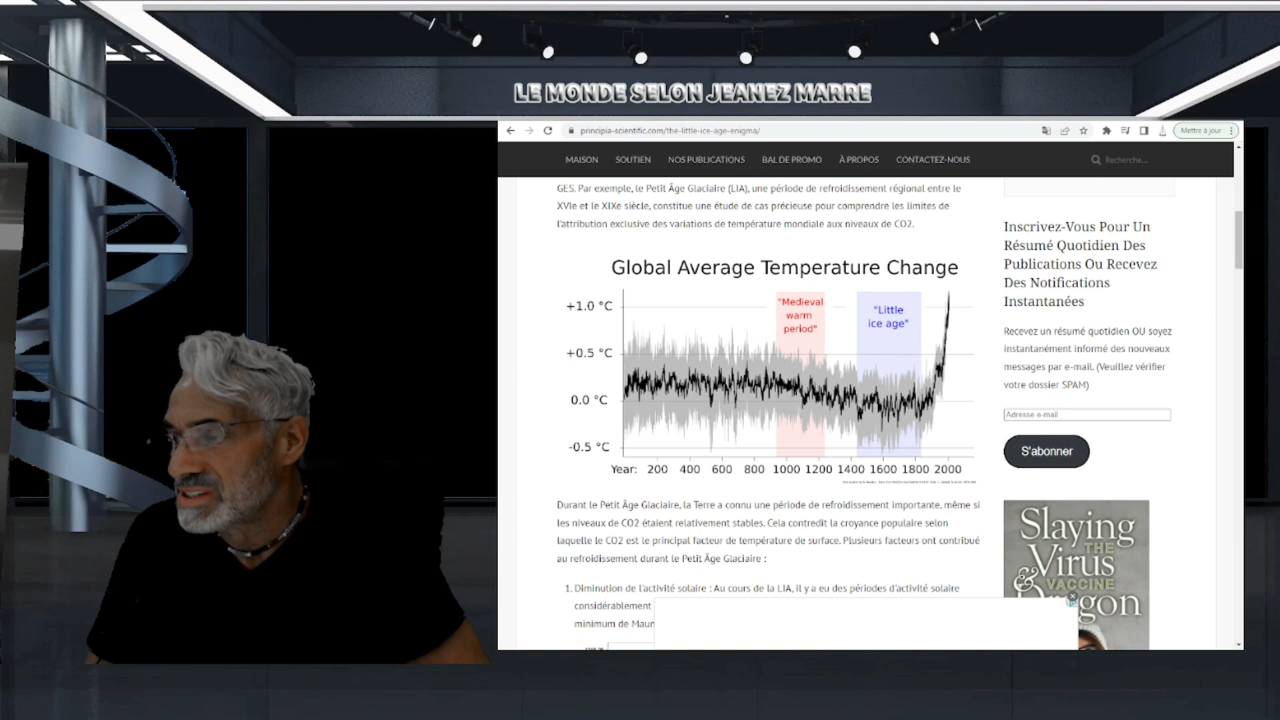 LE MONDE SELON JEANEZ MARRE
principia-scientific.com/the-little-ice-age-enigma/
Mettre à jour
MAISON SOUTIEN NOS PUBLICATIONS BAL DE PROMO À PROPOS CONTACTEZ-NOUS
Recherche...
GES. Par exemple, le Petit Âge Glaciaire (LIA), une période de refroidissement régional entre le
XVIe et le XIXe siècle, constitue une étude de cas précieuse pour comprendre les limites de
l'attribution exclusive des variations de température mondiale aux niveaux de CO2.
Global Average Temperature Change
+1.0 °C
+0.5 °C
0.0 °C
-0.5 °C
"Medieval
warm
period"
"Little
ice age"
Year: 200 400 600 800 1000 1200 1400 1600 1800 2000
Durant le Petit Âge Glaciaire, la Terre a connu une période de refroidissement importante, même si
les niveaux de CO2 étaient relativement stables. Cela contredit la croyance populaire selon
laquelle le CO2 est le principal facteur de température de surface. Plusieurs facteurs ont contribué
au refroidissement durant le Petit Âge Glaciaire :
1. Diminution de l'activité solaire : Au cours de la LIA, il y a eu des périodes d'activité solaire
considérablement
minimum de Maun
Inscrivez-Vous Pour Un
Résumé Quotidien Des
Publications Ou Recevez
Des Notifications
Instantanées
Recevez un résumé quotidien OU soyez
instantanément informé des nouveaux
messages par e-mail. (Veuillez vérifier
votre dossier SPAM)
Adresse e-mail
S'abonner
Slaying
THE
Virus
& VACCINE
Dragon